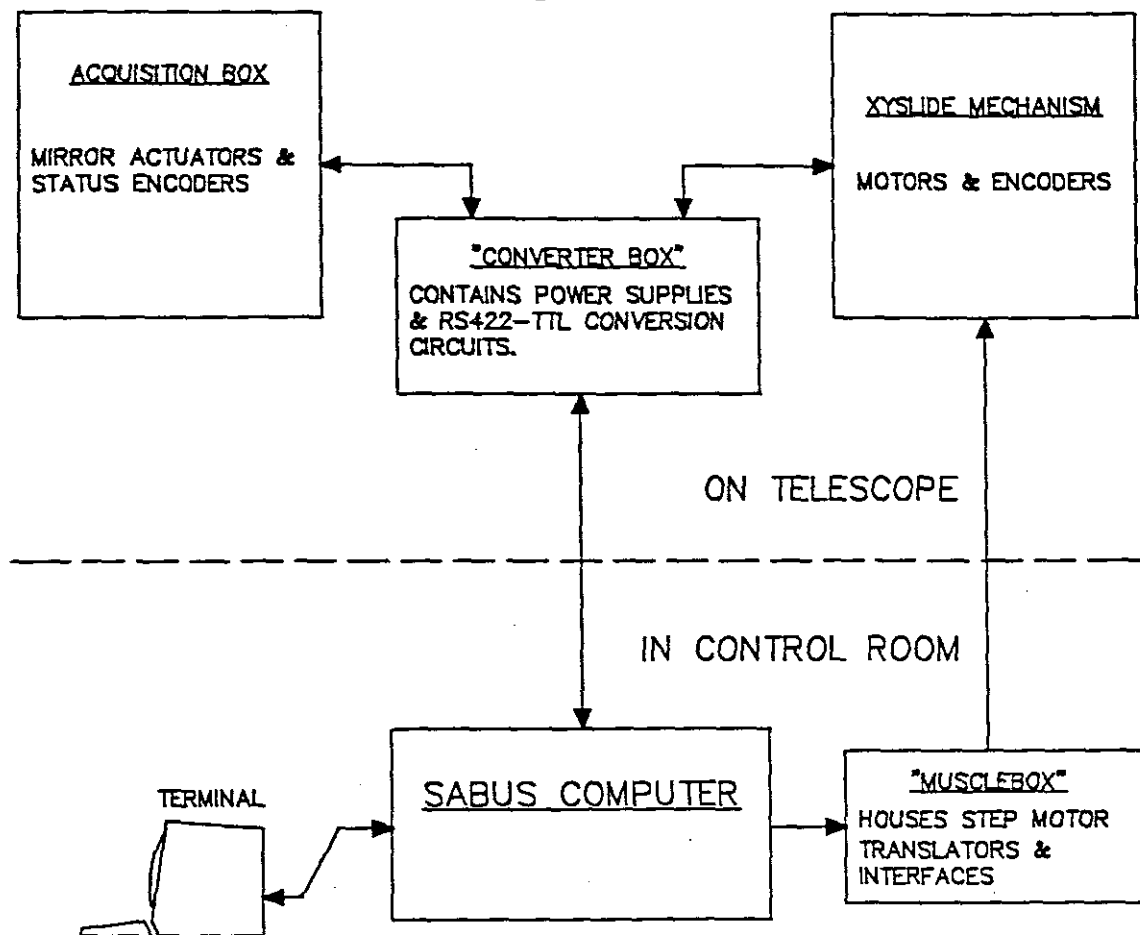 ACQUISITION BOX
MIRROR ACTUATORS &
STATUS ENCODERS
XYSLIDE MECHANISM
MOTORS & ENCODERS
"CONVERTER BOX"
CONTAINS POWER SUPPLIES
& RS422-TTL CONVERSION
CIRCUITS.
ON TELESCOPE
IN CONTROL ROOM
TERMINAL
SABUS COMPUTER
"MUSCLEBOX"
HOUSES STEP MOTOR
TRANSLATORS &
INTERFACES